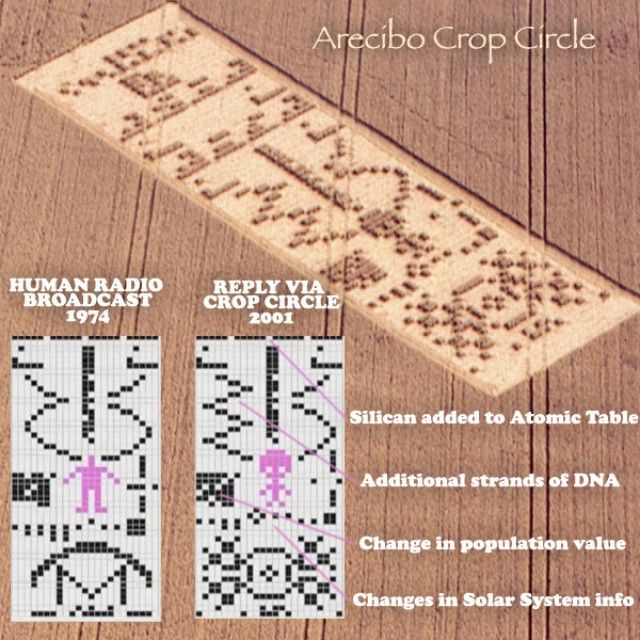 Arecibo Crop Circle
HUMAN RADIO
BROADCAST
1974
REPLY VIA
CROP CIRCLE
2001
Silican added to Atomic Table
Additional strands of DNA
Change in population value
Changes in Solar System info